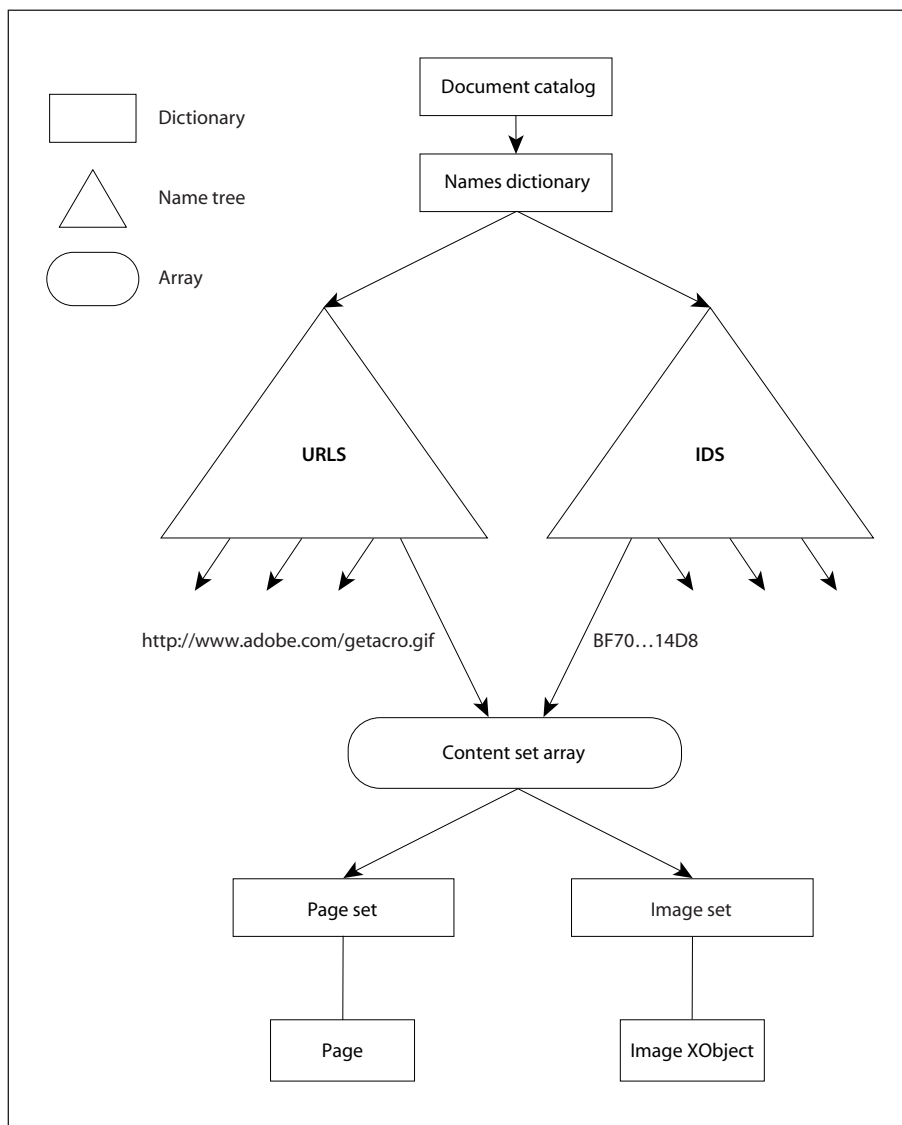 Document catalog
Dictionary
Names dictionary
Name tree
Array
URLS
IDS
http://www.adobe.com/getacro.gif
BF70…14D8
Content set array
Page set
Image set
Page
Image XObject